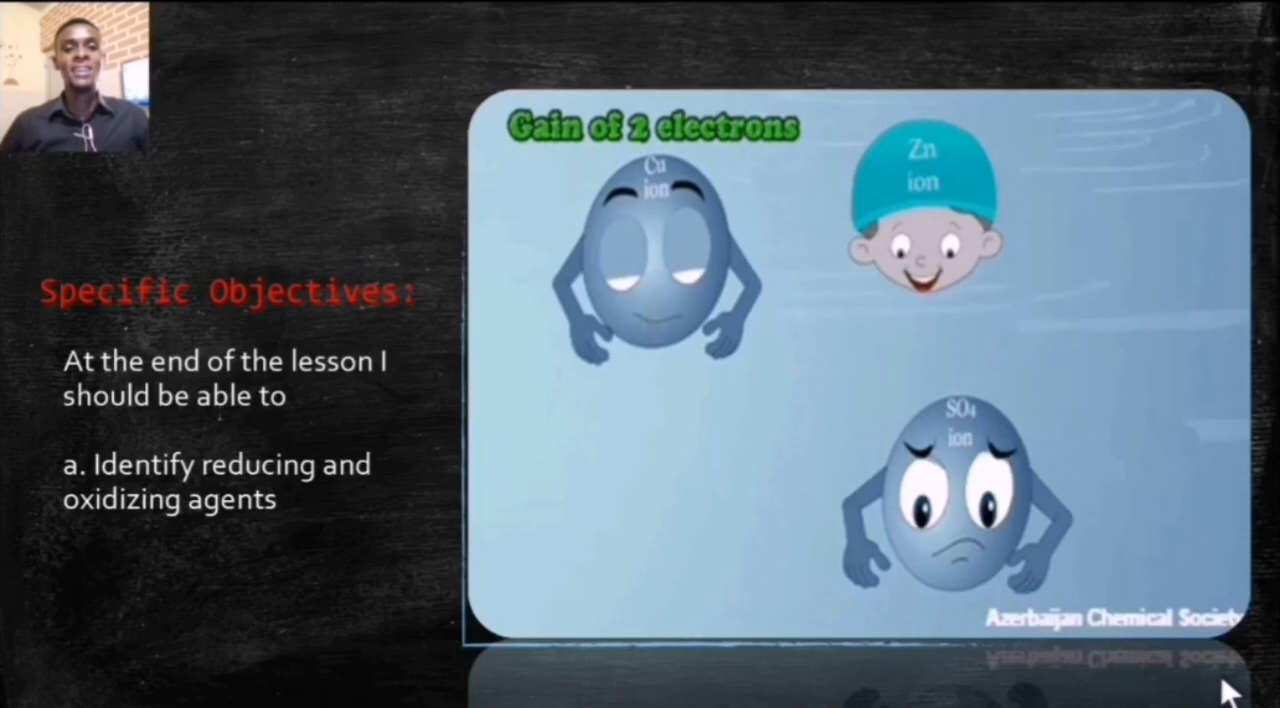 Gain of 2 electrons
Cu
ion
Zn
ion
Specific Objectives:
At the end of the lesson I
should be able to
a. Identify reducing and
oxidizing agents
SO₄
ion
Azerbaijan Chemical Society